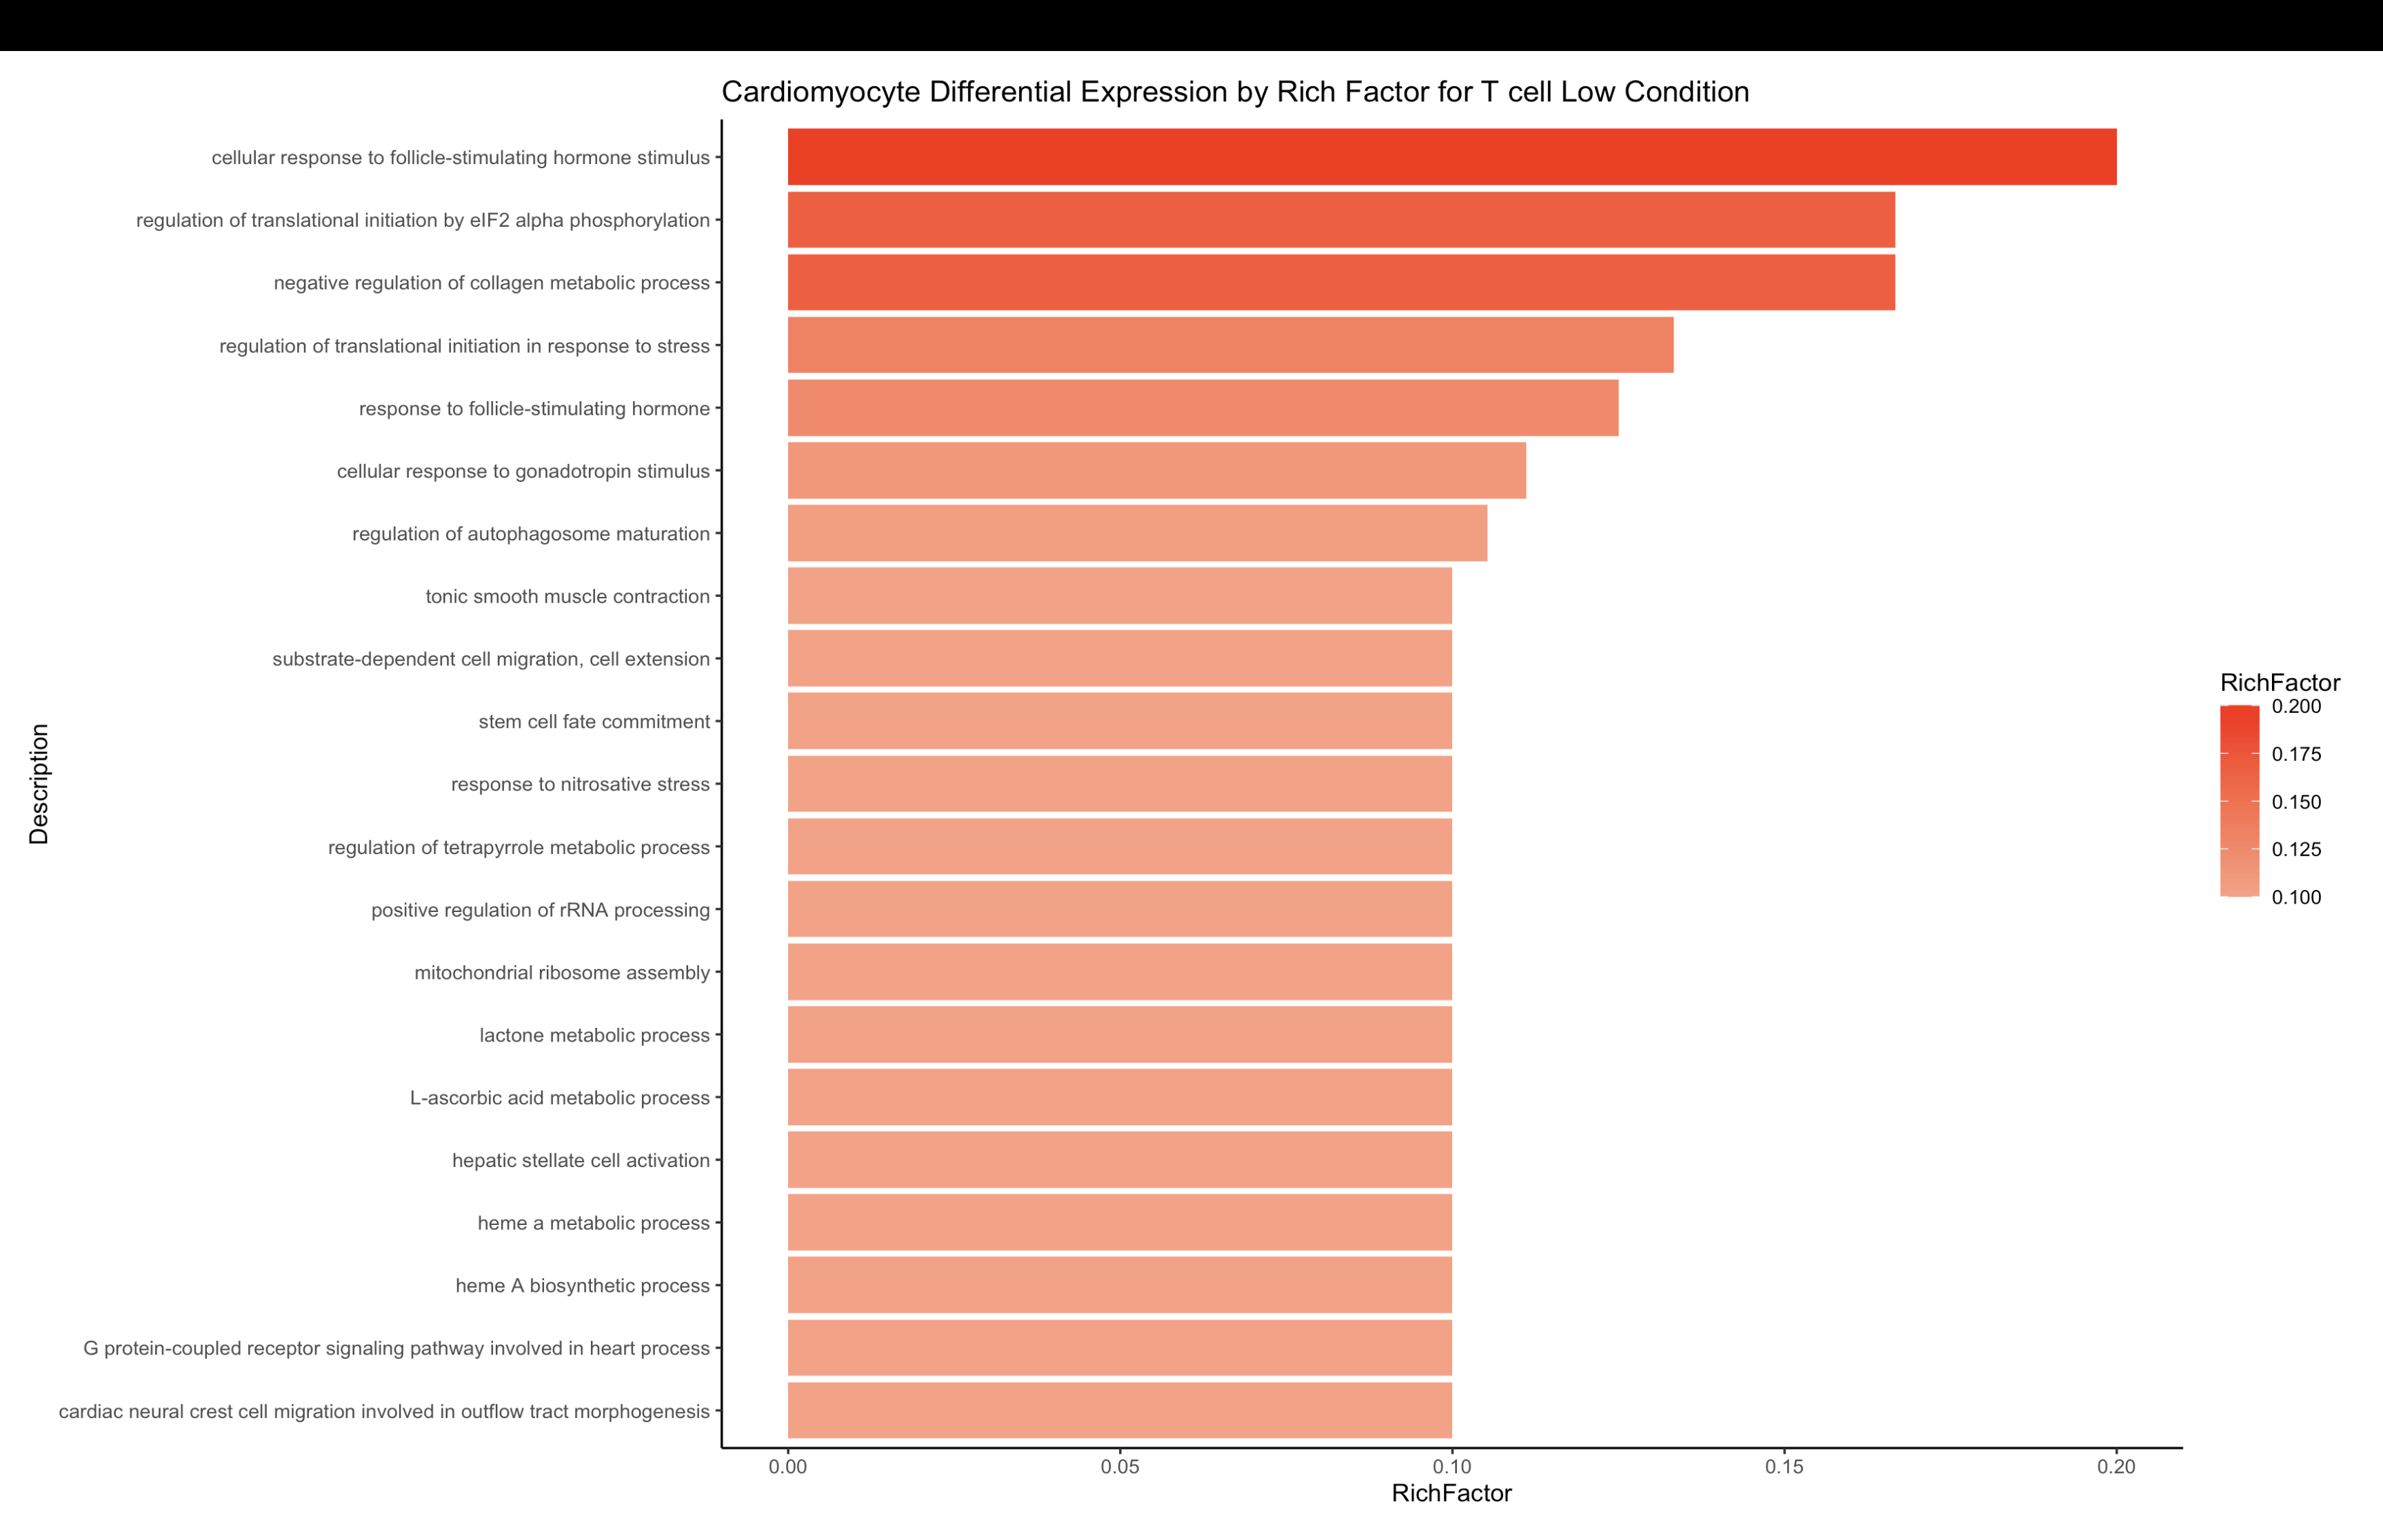 Cardiomyocyte Differential Expression by Rich Factor for T cell Low Condition
cellular response to follicle-stimulating hormone stimulus
regulation of translational initiation by eIF2 alpha phosphorylation
negative regulation of collagen metabolic process
regulation of translational initiation in response to stress
response to follicle-stimulating hormone
cellular response to gonadotropin stimulus
regulation of autophagosome maturation
tonic smooth muscle contraction
substrate-dependent cell migration, cell extension
stem cell fate commitment
response to nitrosative stress
regulation of tetrapyrrole metabolic process
positive regulation of rRNA processing
mitochondrial ribosome assembly
lactone metabolic process
L-ascorbic acid metabolic process
hepatic stellate cell activation
heme a metabolic process
heme A biosynthetic process
G protein-coupled receptor signaling pathway involved in heart process
cardiac neural crest cell migration involved in outflow tract morphogenesis
Description
0.00 0.05 0.10 0.15 0.20
RichFactor
RichFactor
0.200
0.175
0.150
0.125
0.100